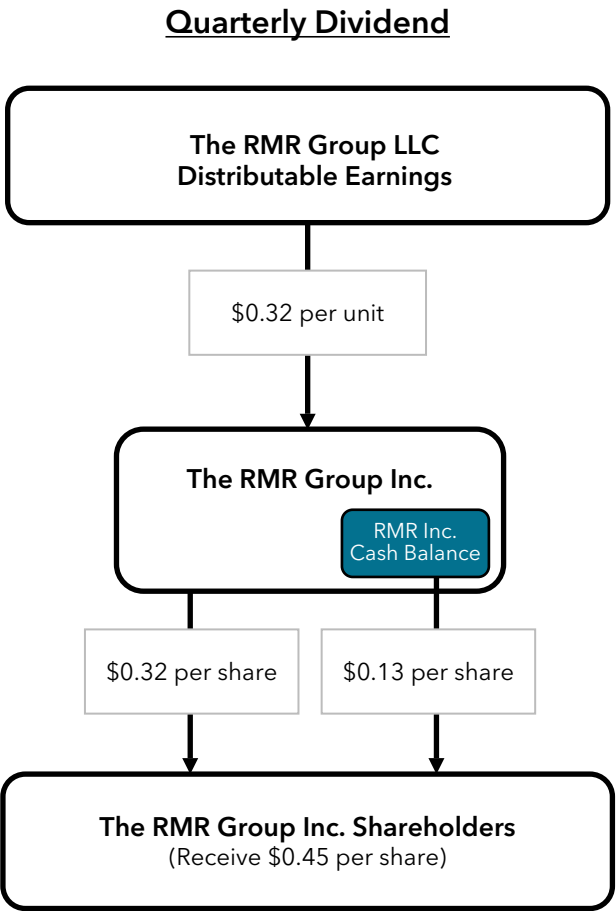 Quarterly Dividend
The RMR Group LLC
Distributable Earnings
$0.32 per unit
The RMR Group Inc.
RMR Inc.
Cash Balance
$0.32 per share
$0.13 per share
The RMR Group Inc. Shareholders
(Receive $0.45 per share)